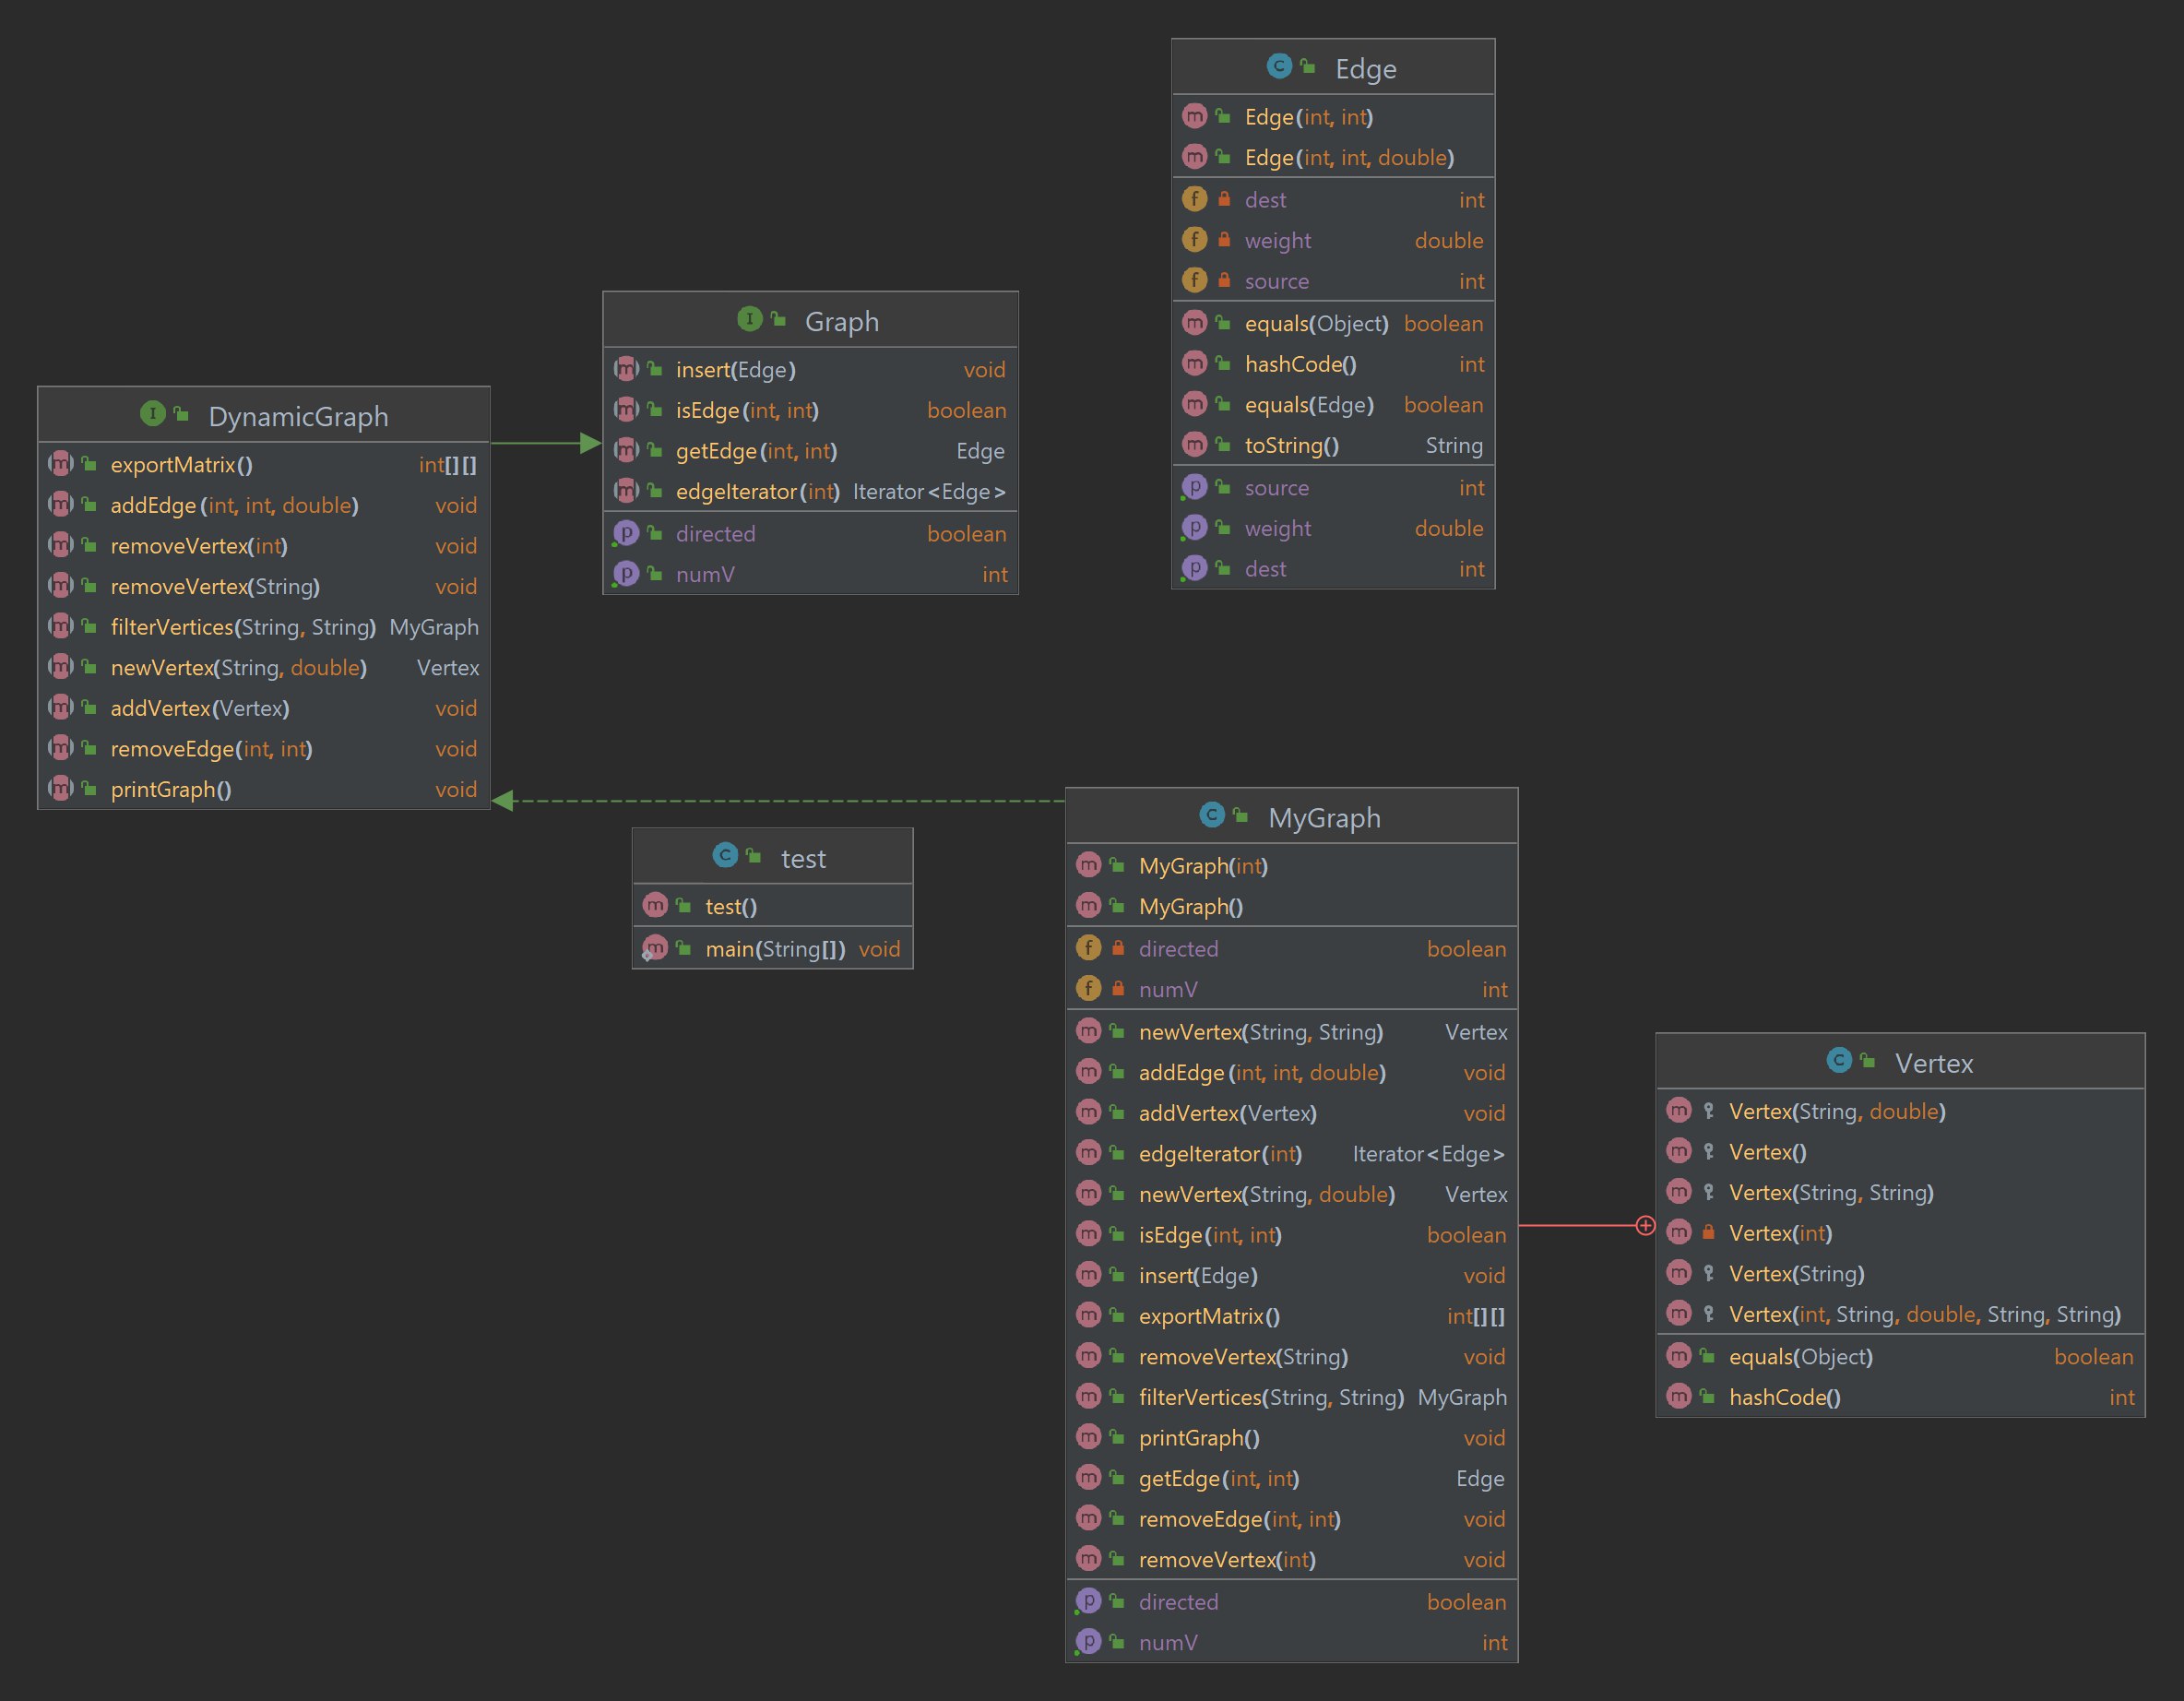 Edge
Edge(int, int)
Edge(int, int, double)
dest int
weight double
source int
equals(Object) boolean
hashCode() int
equals(Edge) boolean
toString() String
source int
weight double
dest int
Graph
insert(Edge) void
isEdge(int, int) boolean
getEdge(int, int) Edge
edgeIterator(int) Iterator<Edge>
directed boolean
numV int
DynamicGraph
exportMatrix() int[][]
addEdge(int, int, double) void
removeVertex(int) void
removeVertex(String) void
filterVertices(String, String) MyGraph
newVertex(String, double) Vertex
addVertex(Vertex) void
removeEdge(int, int) void
printGraph() void
test
test()
main(String[]) void
MyGraph
MyGraph(int)
MyGraph()
directed boolean
numV int
newVertex(String, String) Vertex
addEdge(int, int, double) void
addVertex(Vertex) void
edgeIterator(int) Iterator<Edge>
newVertex(String, double) Vertex
isEdge(int, int) boolean
insert(Edge) void
exportMatrix() int[][]
removeVertex(String) void
filterVertices(String, String) MyGraph
printGraph() void
getEdge(int, int) Edge
removeEdge(int, int) void
removeVertex(int) void
directed boolean
numV int
Vertex
Vertex(String, double)
Vertex()
Vertex(String, String)
Vertex(int)
Vertex(String)
Vertex(int, String, double, String, String)
equals(Object) boolean
hashCode() int